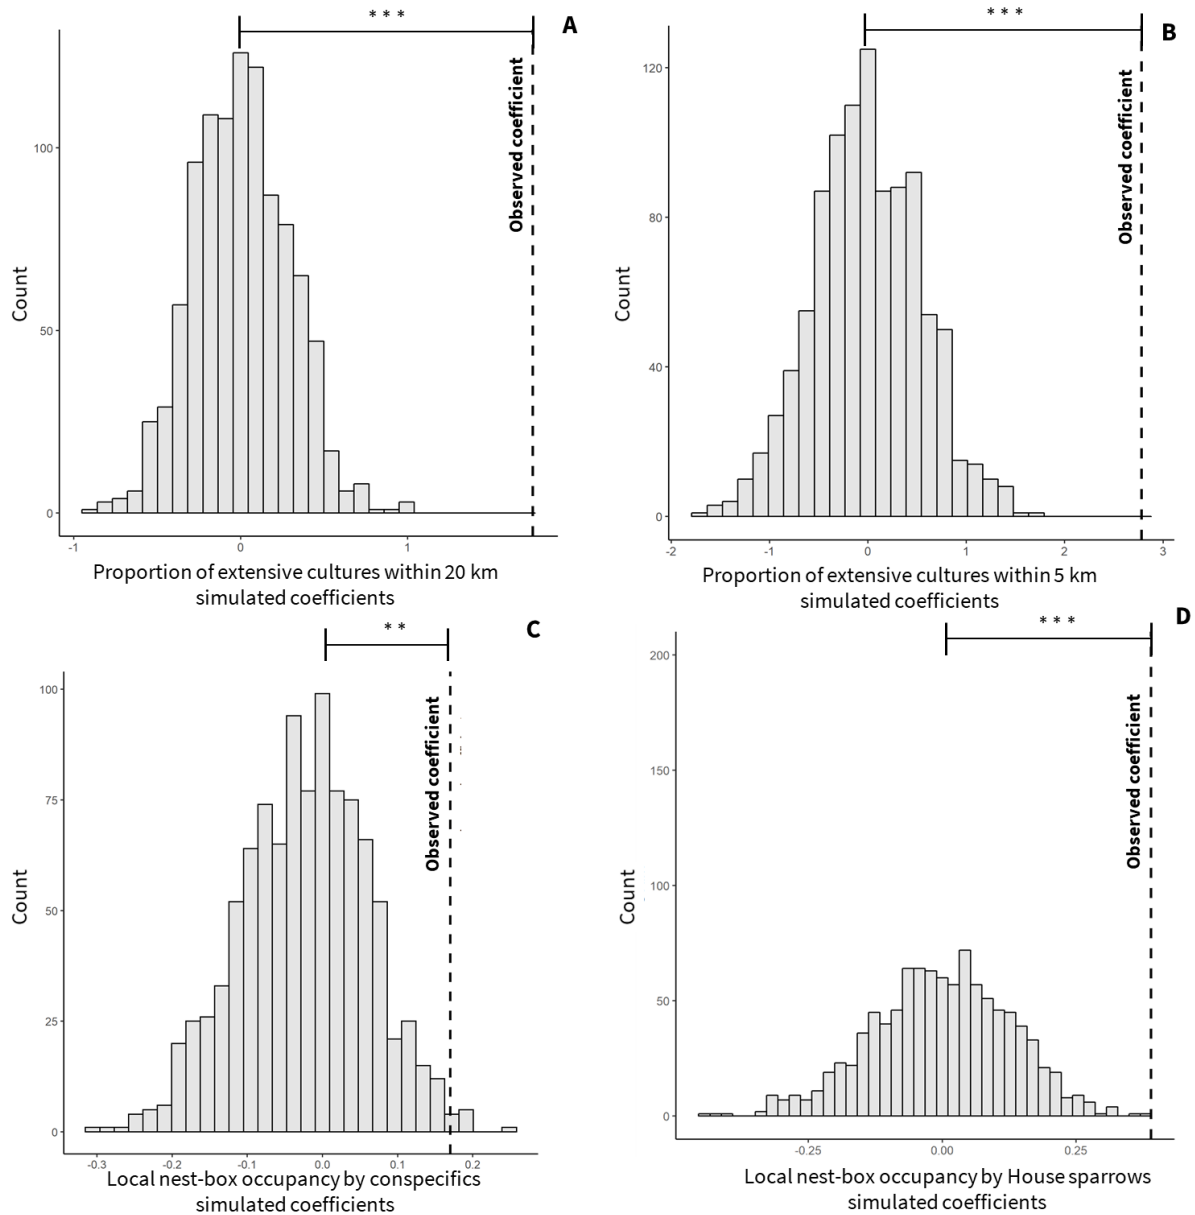 * * *
A
Observed coefficient
Count
100
50
0
-1
0
1
Proportion of extensive cultures within 20 km
simulated coefficients
* * *
B
Observed coefficient
Count
120
80
40
0
-2
-1
0
1
2
3
Proportion of extensive cultures within 5 km
simulated coefficients
* *
C
Observed coefficient
Count
100
75
50
25
0
-0.3
-0.2
-0.1
0.0
0.1
0.2
Local nest-box occupancy by conspecifics
simulated coefficients
* * *
D
Observed coefficient
Count
200
150
100
50
0
-0.25
0.00
0.25
Local nest-box occupancy by House sparrows
simulated coefficients